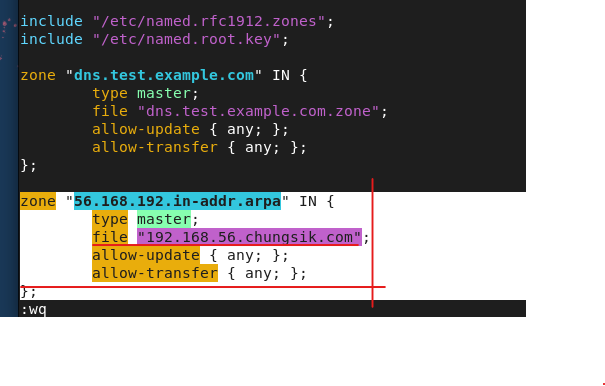 include "/etc/named.rfc1912.zones";
include "/etc/named.root.key";
zone "dns.test.example.com" IN {
type master;
file "dns.test.example.com.zone";
allow-update { any; };
allow-transfer { any; };
};
zone "56.168.192.in-addr.arpa" IN {
type master;
file "192.168.56.chungsik.com";
allow-update { any; };
allow-transfer { any; };
};
:wq